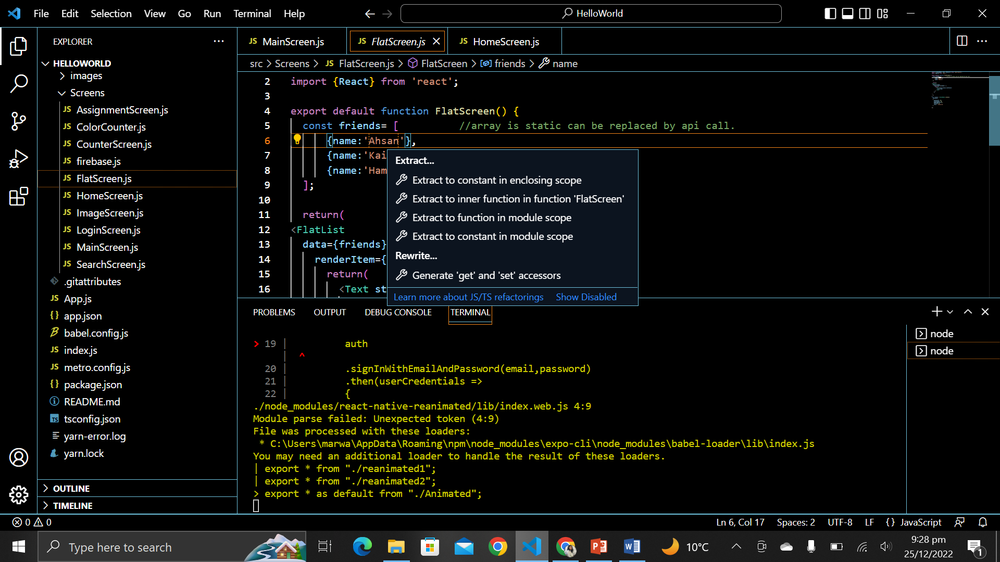 File Edit Selection View Go Run Terminal Help
HelloWorld
EXPLORER
HELLOWORLD
images
Screens
JS AssignmentScreen.js
JS ColorCounter.js
JS CounterScreen.js
JS firebase.js
JS FlatScreen.js
JS HomeScreen.js
JS ImageScreen.js
JS LoginScreen.js
JS MainScreen.js
JS SearchScreen.js
.gitattributes
JS App.js
{} app.json
babel.config.js
JS index.js
JS metro.config.js
{} package.json
README.md
TS tsconfig.json
yarn-error.log
yarn.lock
OUTLINE
TIMELINE
JS MainScreen.js
JS FlatScreen.js
JS HomeScreen.js
src > Screens > JS FlatScreen.js > FlatScreen > friends > name
2 import {React} from 'react';
3
4 export default function FlatScreen() {
5 const friends= [ //array is static can be replaced by api call.
6 {name:'Ahsan'},
7 {name:'Kai
8 {name:'Ham
9 ];
10
11 return(
12 <FlatList
13 data={friends}
14 renderItem={
15 return(
16 <Text st
Extract...
Extract to constant in enclosing scope
Extract to inner function in function 'FlatScreen'
Extract to function in module scope
Extract to constant in module scope
Rewrite...
Generate 'get' and 'set' accessors
Learn more about JS/TS refactorings Show Disabled
PROBLEMS OUTPUT DEBUG CONSOLE TERMINAL
> 19 | auth
| ^
20 | .signInWithEmailAndPassword(email,password)
21 | .then(userCredentials =>
22 | {
./node_modules/react-native-reanimated/lib/index.web.js 4:9
Module parse failed: Unexpected token (4:9)
File was processed with these loaders:
* C:\Users\marwa\AppData\Roaming\npm\node_modules\expo-cli\node_modules\babel-loader\lib\index.js
You may need an additional loader to handle the result of these loaders.
| export * from "./reanimated1";
| export * from "./reanimated2";
> export * as default from "./Animated";
node
node
0 0
Ln 6, Col 17 Spaces: 2 UTF-8 LF {} JavaScript
Type here to search
10°C
9:28 pm
25/12/2022
1